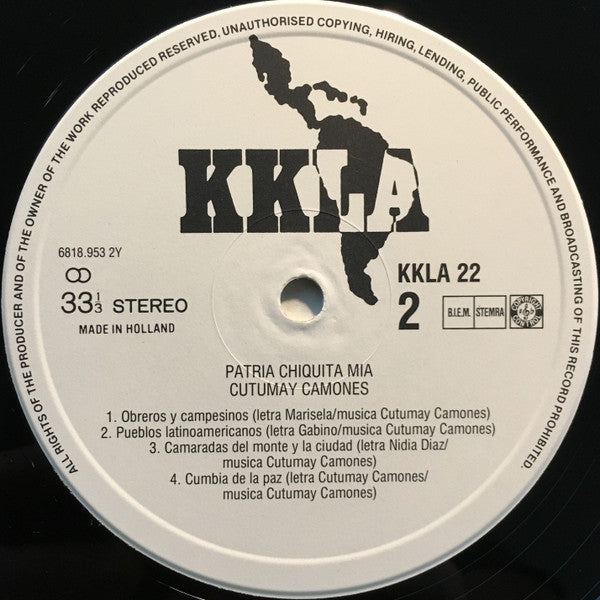 ALL RIGHTS OF THE PRODUCER AND OF THE OWNER OF THE WORK REPRODUCED RESERVED, UNAUTHORISED COPYING, HIRING, LENDING, PUBLIC PERFORMANCE AND BROADCASTING OF THIS RECORD PROHIBITED.
KKLA
6818.953 2Y
33 1/3 STEREO
MADE IN HOLLAND
KKLA 22
2
B.I.E.M. STEMRA
COPYRIGHT CONTROL
PATRIA CHIQUITA MIA
CUTUMAY CAMONES
1. Obreros y campesinos (letra Marisela/musica Cutumay Camones)
2. Pueblos latinoamericanos (letra Gabino/musica Cutumay Camones)
3. Camaradas del monte y la ciudad (letra Nidia Diaz/
musica Cutumay Camones)
4. Cumbia de la paz (letra Cutumay Camones/
musica Cutumay Camones)